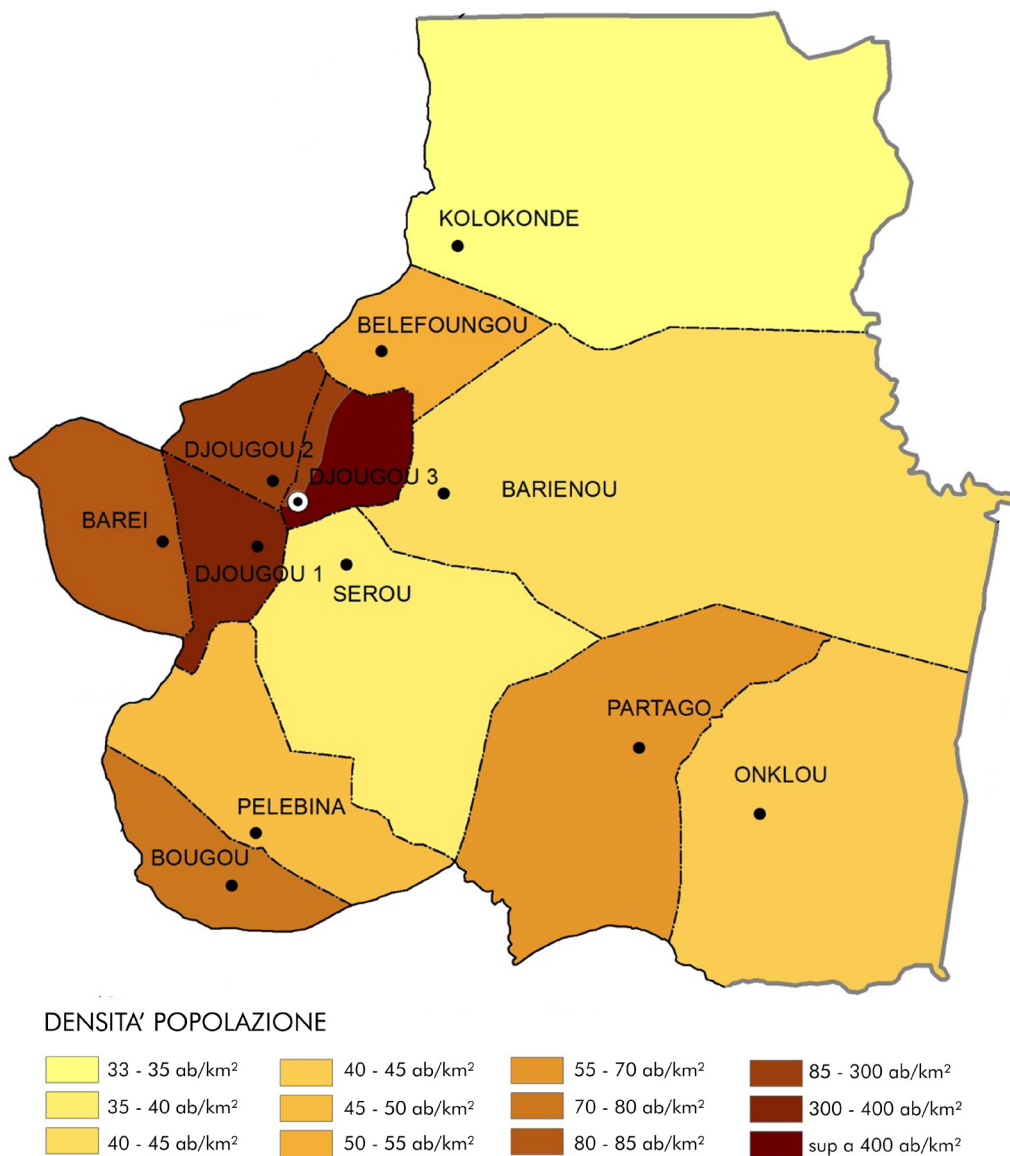 KOLOKONDE
BELEFOUNGOU
DJOUGOU 2
DJOUGOU 3
BARIENOU
BAREI
DJOUGOU 1
SEROU
PARTAGO
ONKLOU
PELEBINA
BOUGOU
DENSITA' POPOLAZIONE
33 - 35 ab/km²
35 - 40 ab/km²
40 - 45 ab/km²
40 - 45 ab/km²
45 - 50 ab/km²
50 - 55 ab/km²
55 - 70 ab/km²
70 - 80 ab/km²
80 - 85 ab/km²
85 - 300 ab/km²
300 - 400 ab/km²
sup a 400 ab/km²